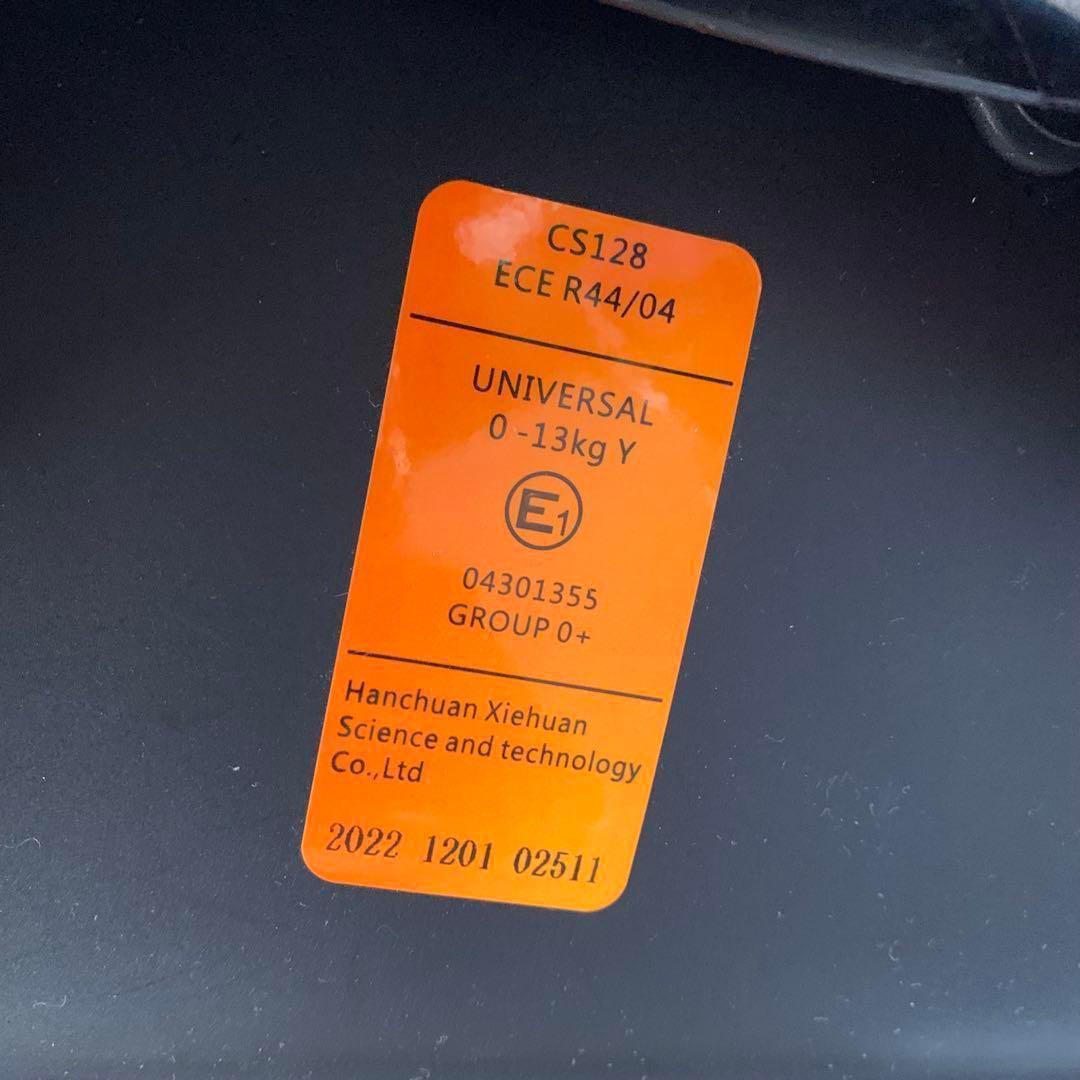 CS128
ECE R44/04
UNIVERSAL
0 -13kg Y
E1
04301355
GROUP 0+
Hanchuan Xiehuan
Science and technology
Co.,Ltd
2022 1201 02511